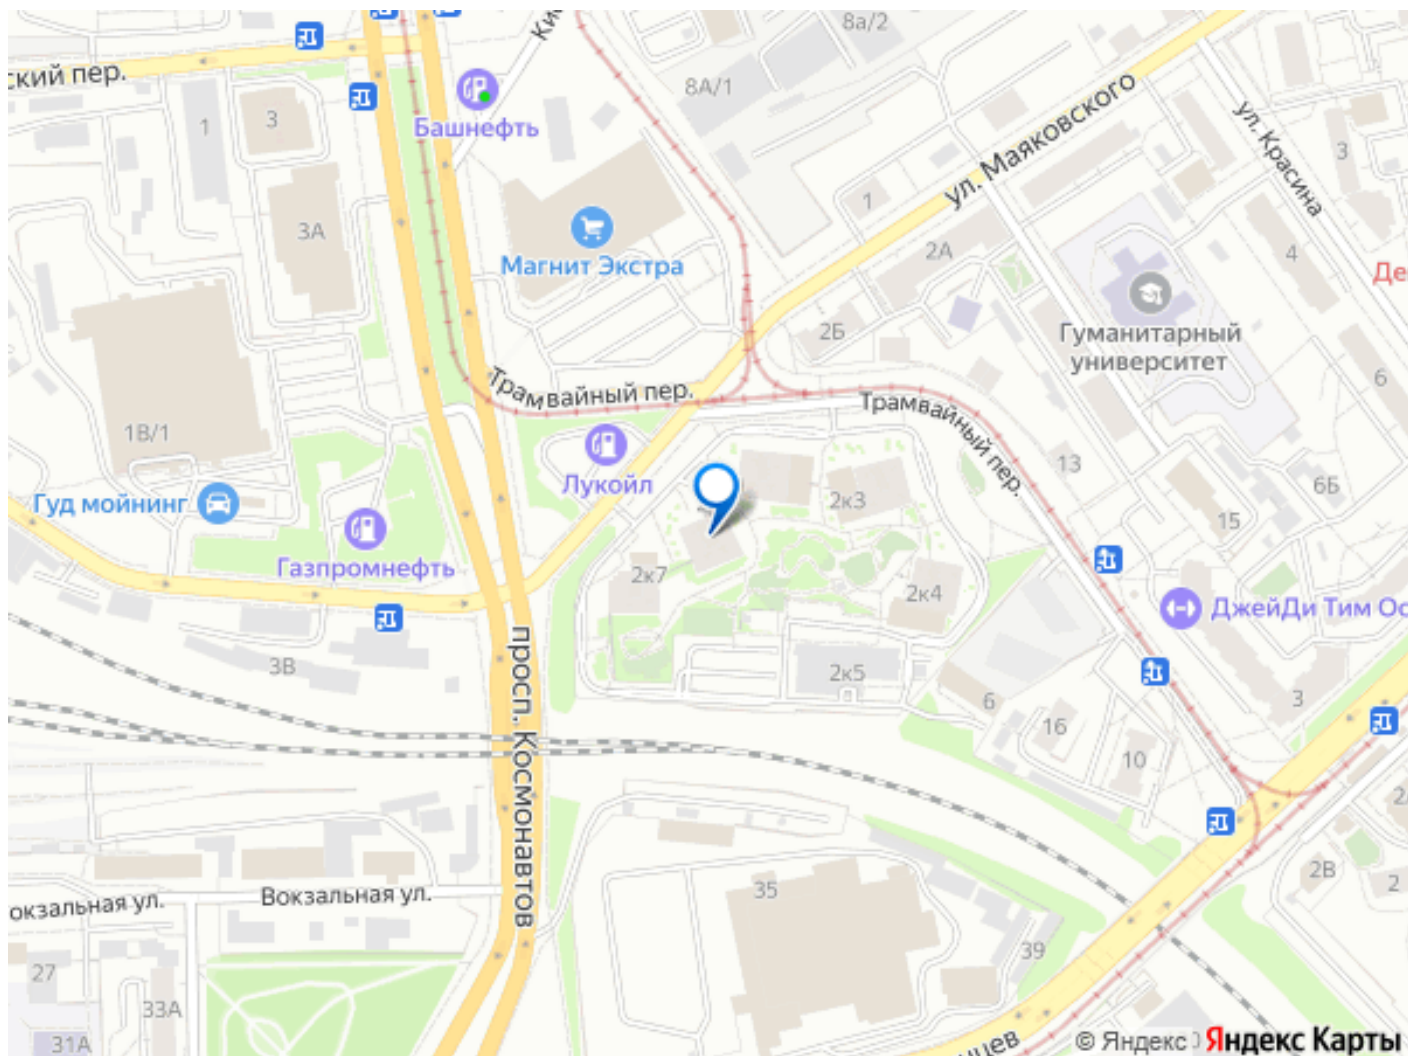 8а/2
ский пер.
8А/1
ул. Маяковского
ул. Красина
Башнефть
1
3
3
3А
1
2А
4
Магнит Экстра
Гуманитарный
университет
2Б
6
Трамвайный пер.
Трамвайный пер.
1В/1
13
Лукойл
6Б
Гуд мойнинг
2к3
15
Газпромнефть
2к7
2к4
ДжейДи Тим Ос
3В
просп. Космонавтов
2к5
6
16
3
10
35
2В
2
Вокзальная ул.
окзальная ул.
39
27
33А
31А
© Яндекс
Яндекс Карты